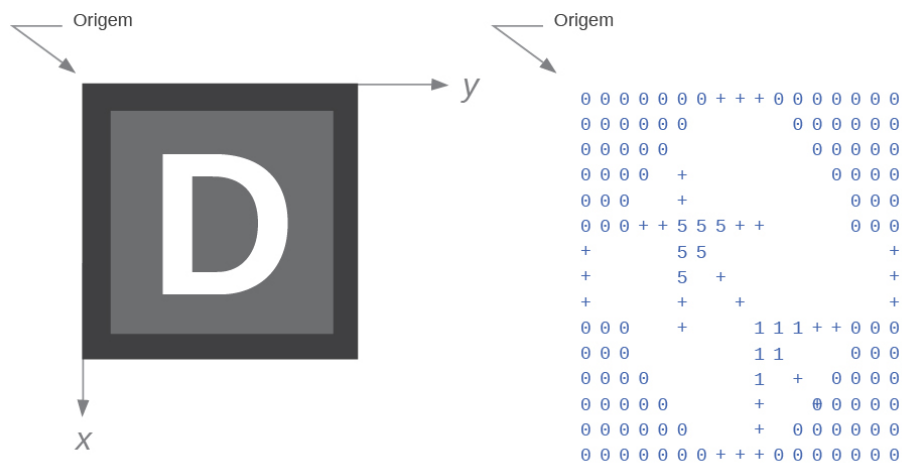 Origem
y
D
x
Origem
0 0 0 0 0 0 0 + + + 0 0 0 0 0 0 0
0 0 0 0 0 0 0 0 0 0 0 0
0 0 0 0 0 0 0 0 0 0
0 0 0 0 + 0 0 0 0
0 0 0 + 0 0 0
0 0 0 + + 5 5 5 + + 0 0 0
+ 5 5 +
+ 5 + +
+ + + +
0 0 0 + 1 1 1 + + 0 0 0
0 0 0 1 1 0 0 0
0 0 0 0 1 + 0 0 0 0
0 0 0 0 0 + 0 0 0 0 0
0 0 0 0 0 0 + 0 0 0 0 0 0
0 0 0 0 0 0 0 + + + 0 0 0 0 0 0 0